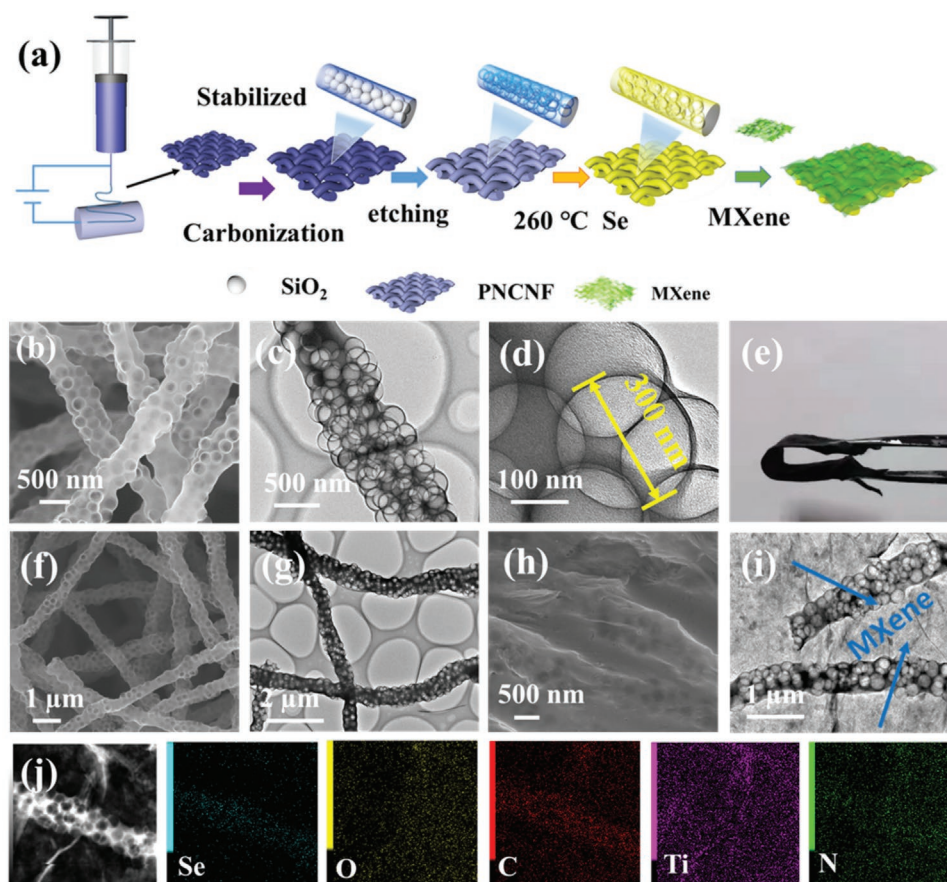 (a)
Stabilized
Carbonization
etching
260 °C Se
MXene
SiO₂
PNCNF
MXene
(b)
500 nm
(c)
500 nm
(d)
300 nm
100 nm
(e)
(f)
1 µm
(g)
2 µm
(h)
500 nm
(i)
MXene
1 µm
(j)
Se
O
C
Ti
N